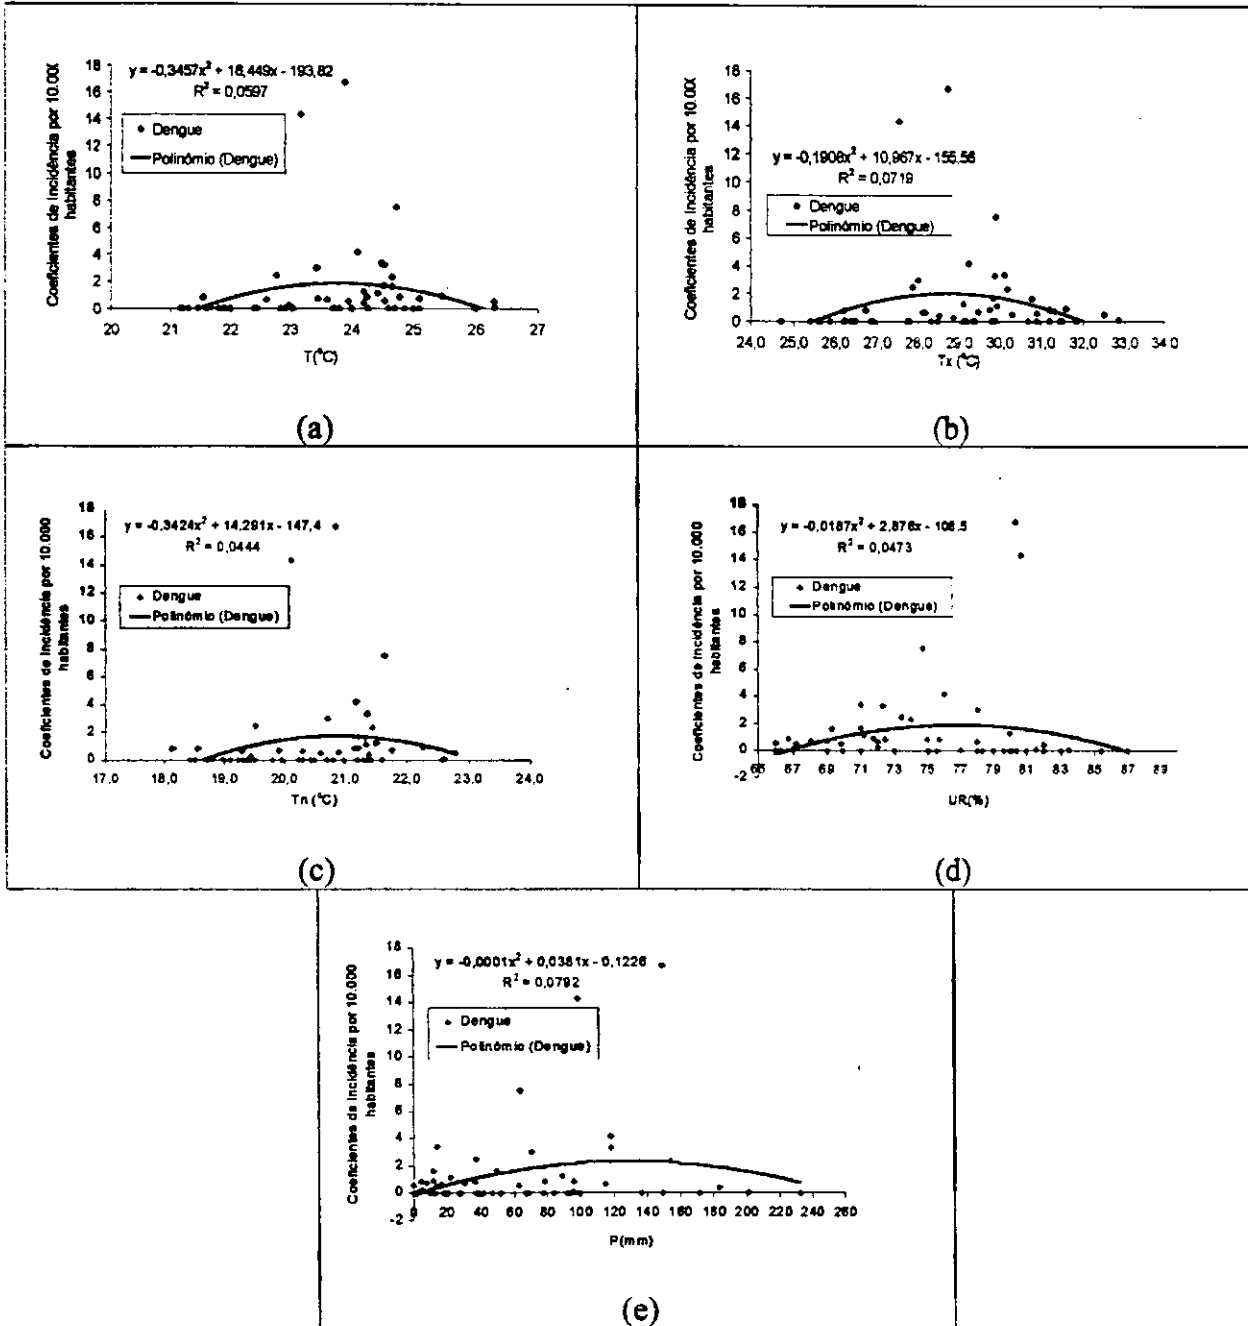 Coeficientes de Incidência por 10.000
habitantes
18
16
14
12
10
8
6
4
2
0
y = -0,3457x² + 16,449x - 193,82
R² = 0,0597
Dengue
Polinômio (Dengue)
20 21 22 23 24 25 26 27
T(°C)
(a)
Coeficientes de Incidência por 10.000
habitantes
18
16
14
12
10
8
6
4
2
0
y = -0,1908x² + 10,967x - 155,56
R² = 0,0719
Dengue
Polinômio (Dengue)
24,0 25,0 26,0 27,0 28,0 29,0 30,0 31,0 32,0 33,0 34,0
Tx (°C)
(b)
Coeficientes de Incidência por 10.000
habitantes
18
16
14
12
10
8
6
4
2
0
y = -0,3424x² + 14,291x - 147,4
R² = 0,0444
Dengue
Polinômio (Dengue)
17,0 18,0 19,0 20,0 21,0 22,0 23,0 24,0
Tn (°C)
(c)
Coeficientes de Incidência por 10.000
habitantes
18
16
14
12
10
8
6
4
2
0
-2
y = -0,0187x² + 2,876x - 108,5
R² = 0,0473
Dengue
Polinômio (Dengue)
65 67 69 71 73 75 77 79 81 83 85 87 89
UR(%)
(d)
Coeficientes de Incidência por 10.000
habitantes
18
16
14
12
10
8
6
4
2
0
-2
y = -0,0001x² + 0,0381x - 0,1226
R² = 0,0792
Dengue
Polinômio (Dengue)
0 20 40 60 80 100 120 140 160 180 200 220 240 260
P(mm)
(e)